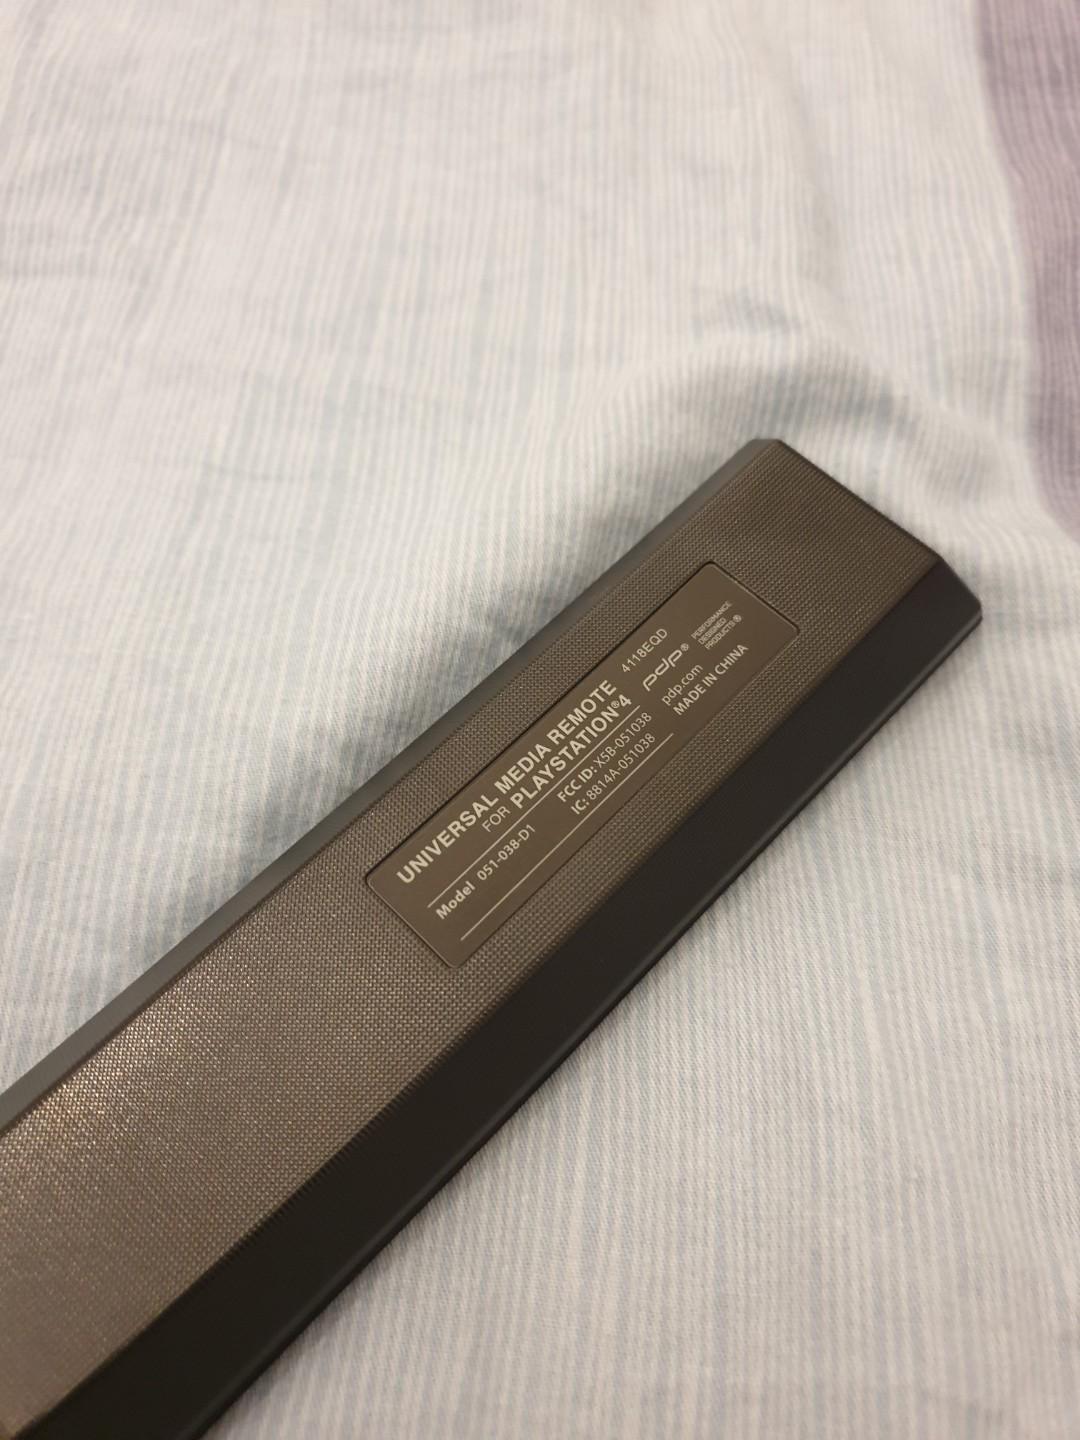 UNIVERSAL MEDIA REMOTE 4118EQD
FOR PLAYSTATION®4
Model 051-038-D1
FCC ID: X5B-051038
IC: 8814A-051038
pdp®
PERFORMANCE
DESIGNED
PRODUCTS®
pdp.com
MADE IN CHINA